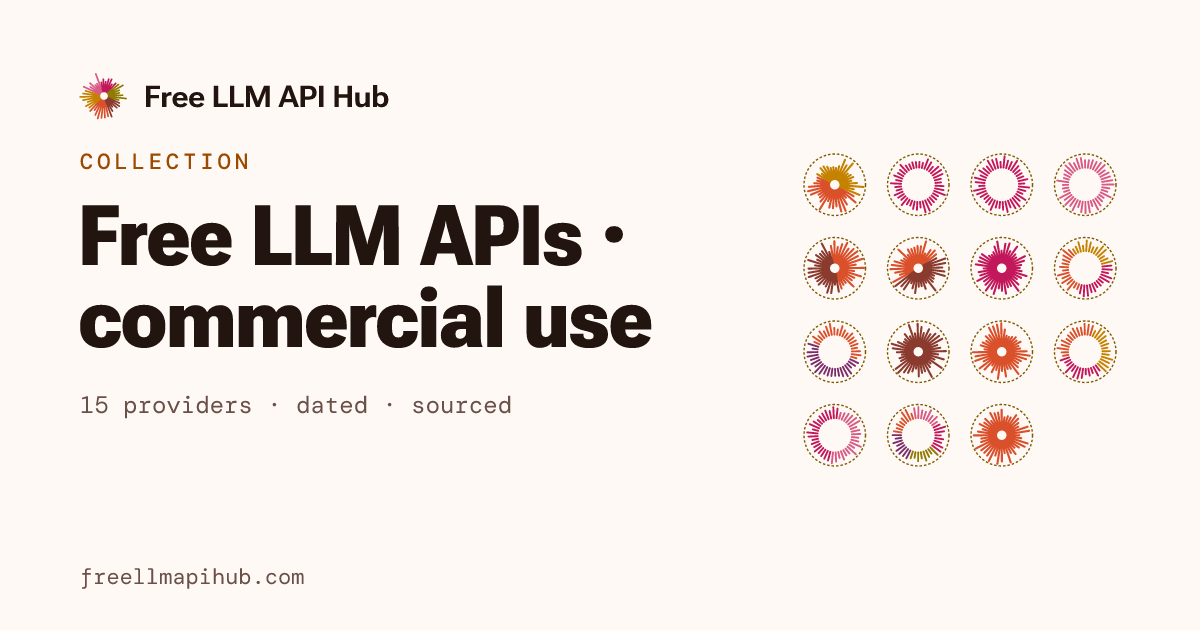 Free LLM API Hub
COLLECTION
Free LLM APIs ·
commercial use
15 providers · dated · sourced
freellmapihub.com